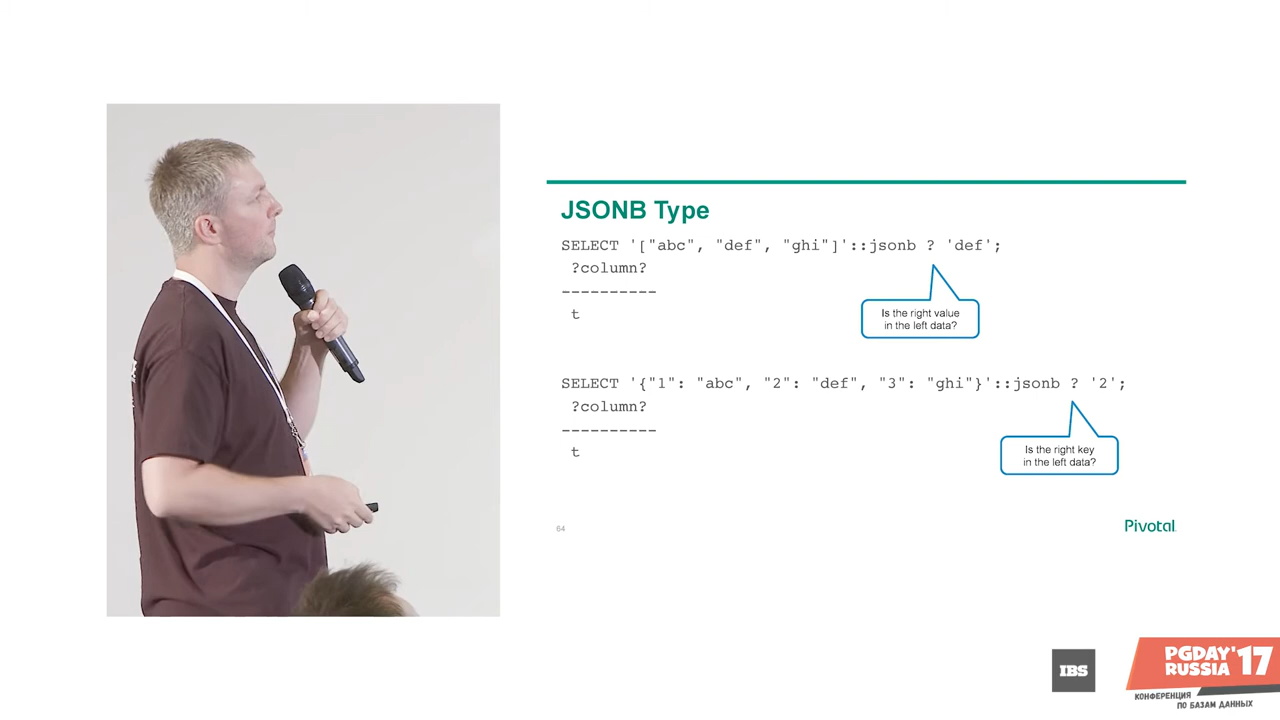 JSONB Type
SELECT '["abc", "def", "ghi"]'::jsonb ? 'def';
?column?
----------
t
Is the right value
in the left data?
SELECT '{"1": "abc", "2": "def", "3": "ghi"}'::jsonb ? '2';
?column?
----------
t
Is the right key
in the left data?
64
Pivotal
IBS
PGDAY'17
RUSSIA
КОНФЕРЕНЦИЯ
ПО БАЗАМ ДАННЫХ